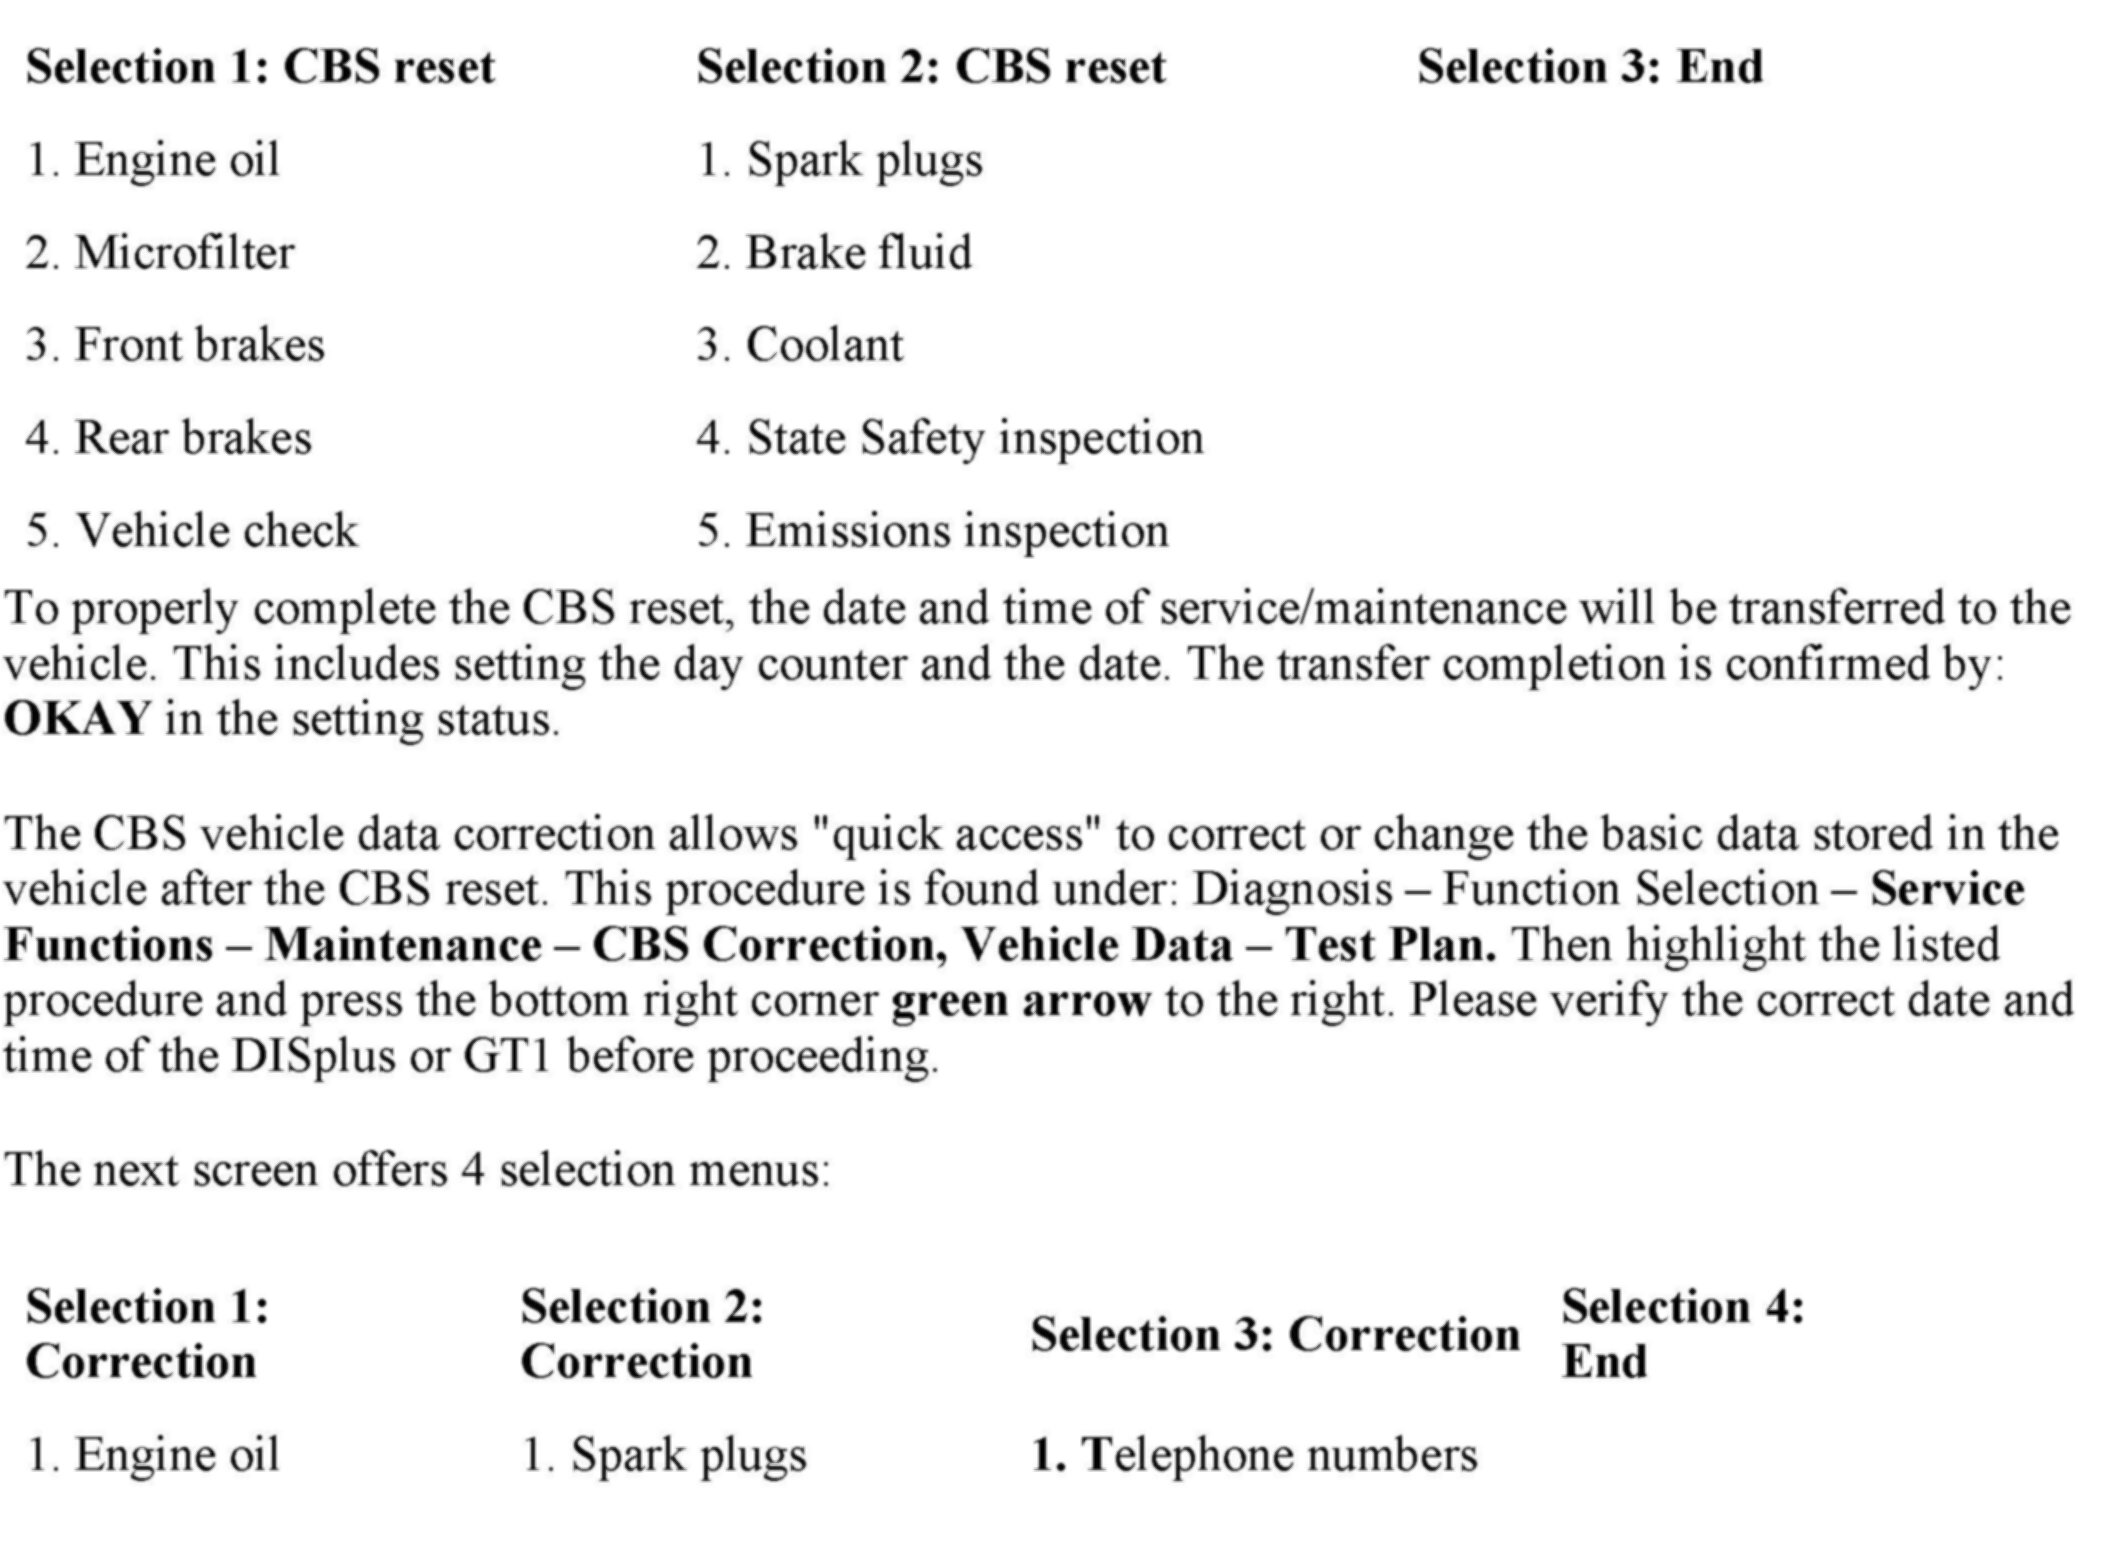 Selection 1: CBS reset Selection 2: CBS reset Selection 3: End
1. Engine oil 1. Spark plugs
2. Microfilter 2. Brake fluid
3. Front brakes 3. Coolant
4. Rear brakes 4. State Safety inspection
5. Vehicle check 5. Emissions inspection
To properly complete the CBS reset, the date and time of service/maintenance will be transferred to the
vehicle. This includes setting the day counter and the date. The transfer completion is confirmed by:
OKAY in the setting status.
The CBS vehicle data correction allows "quick access" to correct or change the basic data stored in the
vehicle after the CBS reset. This procedure is found under: Diagnosis – Function Selection – Service
Functions – Maintenance – CBS Correction, Vehicle Data – Test Plan. Then highlight the listed
procedure and press the bottom right corner green arrow to the right. Please verify the correct date and
time of the DISplus or GT1 before proceeding.
The next screen offers 4 selection menus:
Selection 1: Selection 2: Selection 3: Correction Selection 4:
Correction Correction End
1. Engine oil 1. Spark plugs 1. Telephone numbers